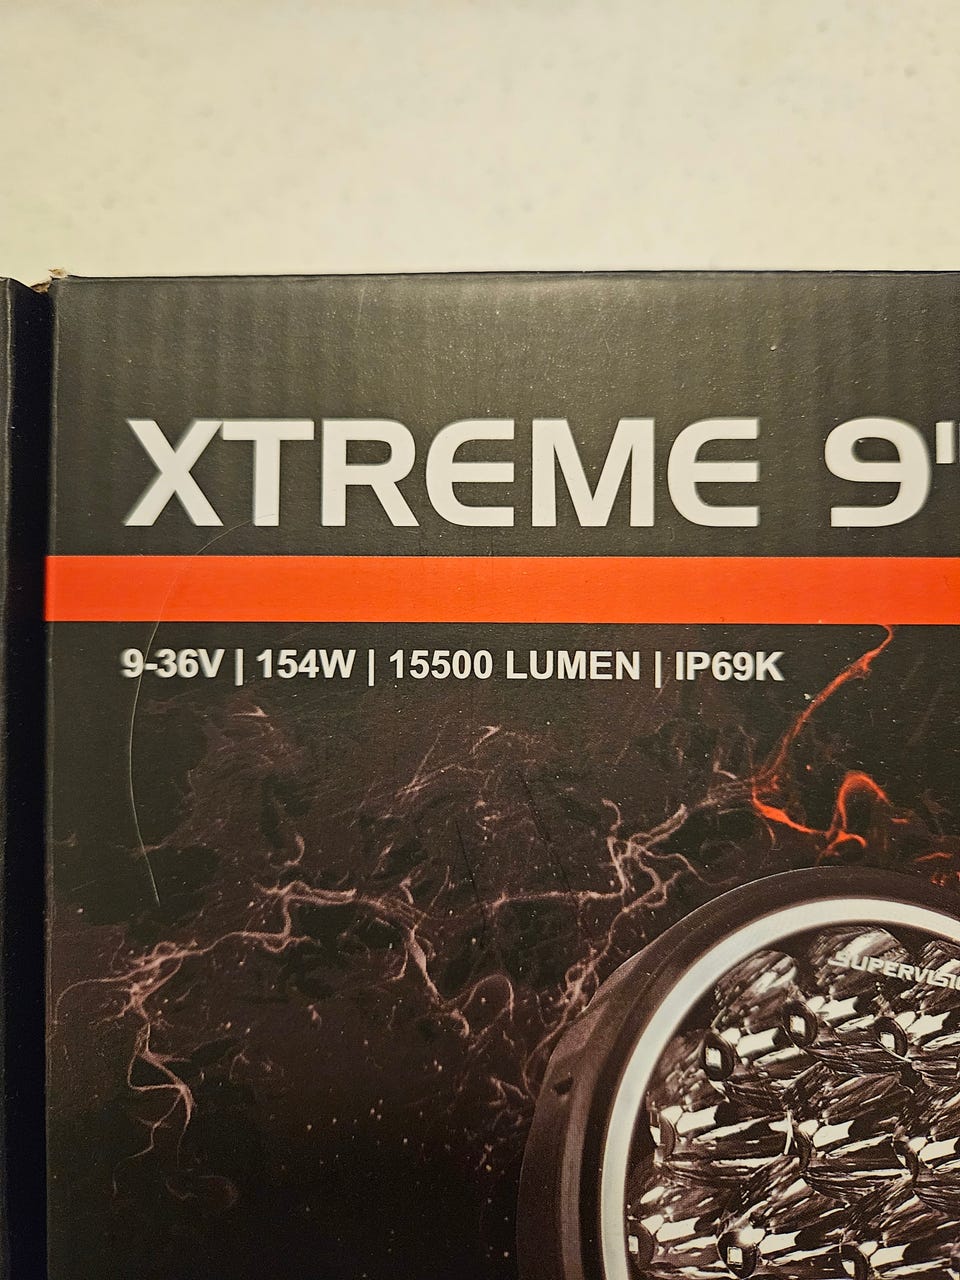 XTREME 9"
9-36V | 154W | 15500 LUMEN | IP69K